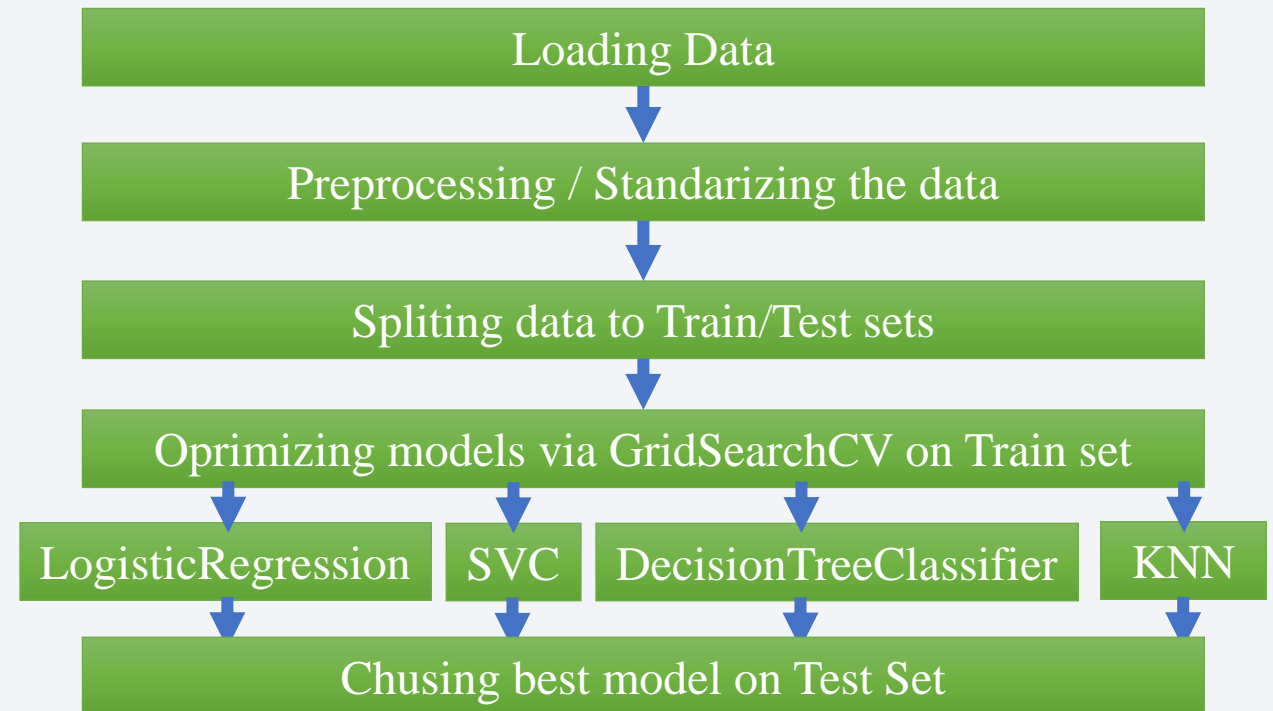 Loading Data
Preprocessing / Standarizing the data
Spliting data to Train/Test sets
Oprimizing models via GridSearchCV on Train set
LogisticRegression
SVC
DecisionTreeClassifier
KNN
Chusing best model on Test Set